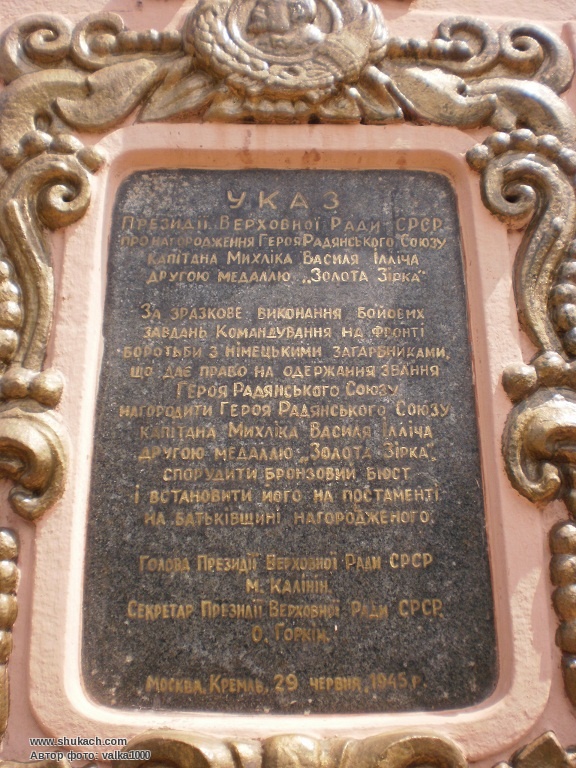 УКАЗ
ПРЕЗИДІЇ ВЕРХОВНОЇ РАДИ СРСР
ПРО НАГОРОДЖЕННЯ ГЕРОЯ РАДЯНСЬКОГО СОЮЗУ
КАПІТАНА МИХЛІКА ВАСИЛЯ ІЛЛІЧА
ДРУГОЮ МЕДАЛЛЮ „ЗОЛОТА ЗІРКА"
ЗА ЗРАЗКОВЕ ВИКОНАННЯ БОЙОВИХ
ЗАВДАНЬ КОМАНДУВАННЯ НА ФРОНТІ
БОРОТЬБИ З НІМЕЦЬКИМИ ЗАГАРБНИКАМИ,
ЩО ДАЄ ПРАВО НА ОДЕРЖАННЯ ЗВАННЯ
ГЕРОЯ РАДЯНСЬКОГО СОЮЗУ
НАГОРОДИТИ ГЕРОЯ РАДЯНСЬКОГО СОЮЗУ
КАПІТАНА МИХЛІКА ВАСИЛЯ ІЛЛІЧА
ДРУГОЮ МЕДАЛЛЮ „ЗОЛОТА ЗІРКА",
СПОРУДИТИ БРОНЗОВИЙ БЮСТ
І ВСТАНОВИТИ ЙОГО НА ПОСТАМЕНТІ
НА БАТЬКІВЩИНІ НАГОРОДЖЕНОГО.
ГОЛОВА ПРЕЗИДІЇ ВЕРХОВНОЇ РАДИ СРСР
М. КАЛІНІН.
СЕКРЕТАР ПРЕЗИДІЇ ВЕРХОВНОЇ РАДИ СРСР
О. ГОРКІН.
МОСКВА, КРЕМЛЬ, 29 ЧЕРВНЯ, 1945 Р.
www.shukach.com
Автор фото: valka1000